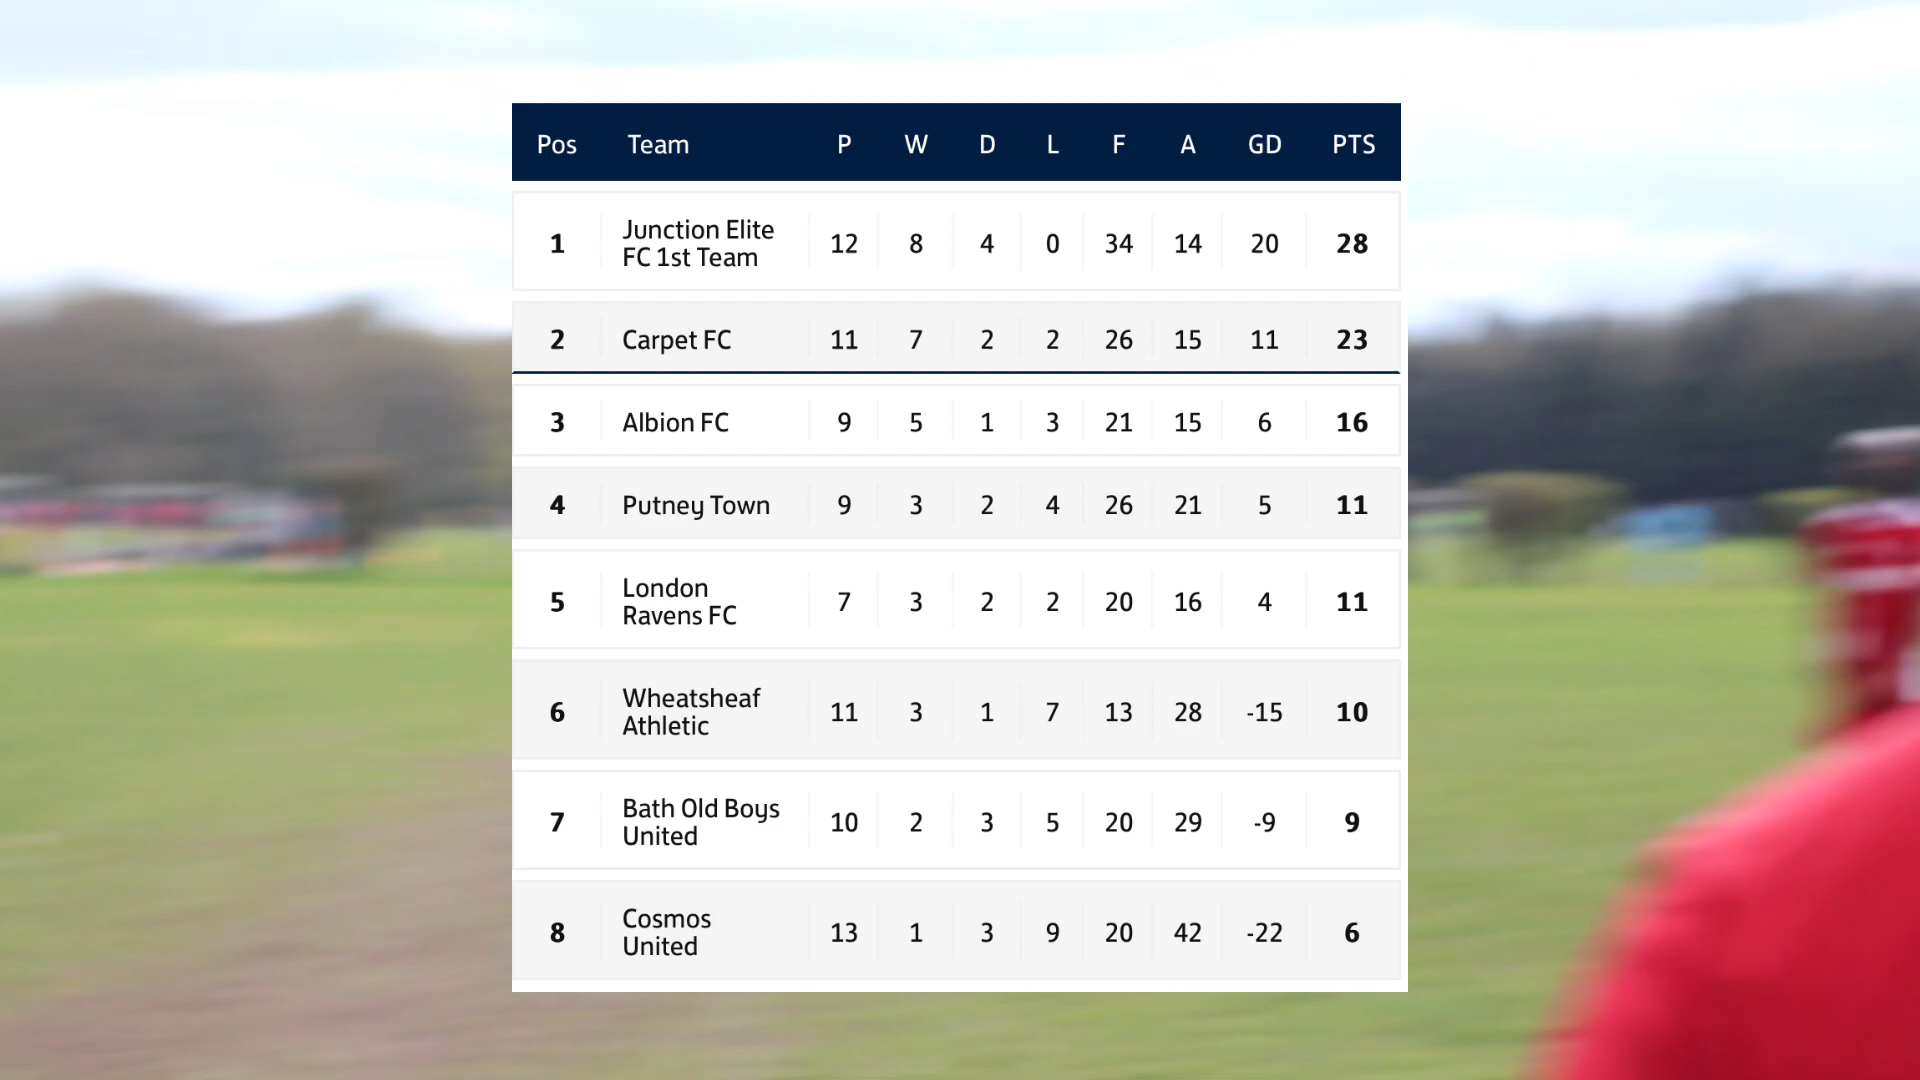 Pos Team P W D L F A GD PTS
1 Junction Elite FC 1st Team 12 8 4 0 34 14 20 28
2 Carpet FC 11 7 2 2 26 15 11 23
3 Albion FC 9 5 1 3 21 15 6 16
4 Putney Town 9 3 2 4 26 21 5 11
5 London Ravens FC 7 3 2 2 20 16 4 11
6 Wheatsheaf Athletic 11 3 1 7 13 28 -15 10
7 Bath Old Boys United 10 2 3 5 20 29 -9 9
8 Cosmos United 13 1 3 9 20 42 -22 6